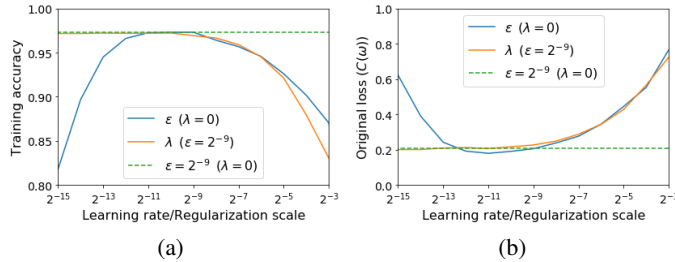 Training accuracy
1.00
0.95
0.90
0.85
0.80
ε (λ = 0)
λ (ε = 2⁻⁹)
ε = 2⁻⁹ (λ = 0)
2⁻¹⁵ 2⁻¹³ 2⁻¹¹ 2⁻⁹ 2⁻⁷ 2⁻⁵ 2⁻³
Learning rate/Regularization scale
(a)
Original loss (C(ω))
1.0
0.8
0.6
0.4
0.2
0.0
ε (λ = 0)
λ (ε = 2⁻⁹)
ε = 2⁻⁹ (λ = 0)
2⁻¹⁵ 2⁻¹³ 2⁻¹¹ 2⁻⁹ 2⁻⁷ 2⁻⁵ 2⁻³
Learning rate/Regularization scale
(b)